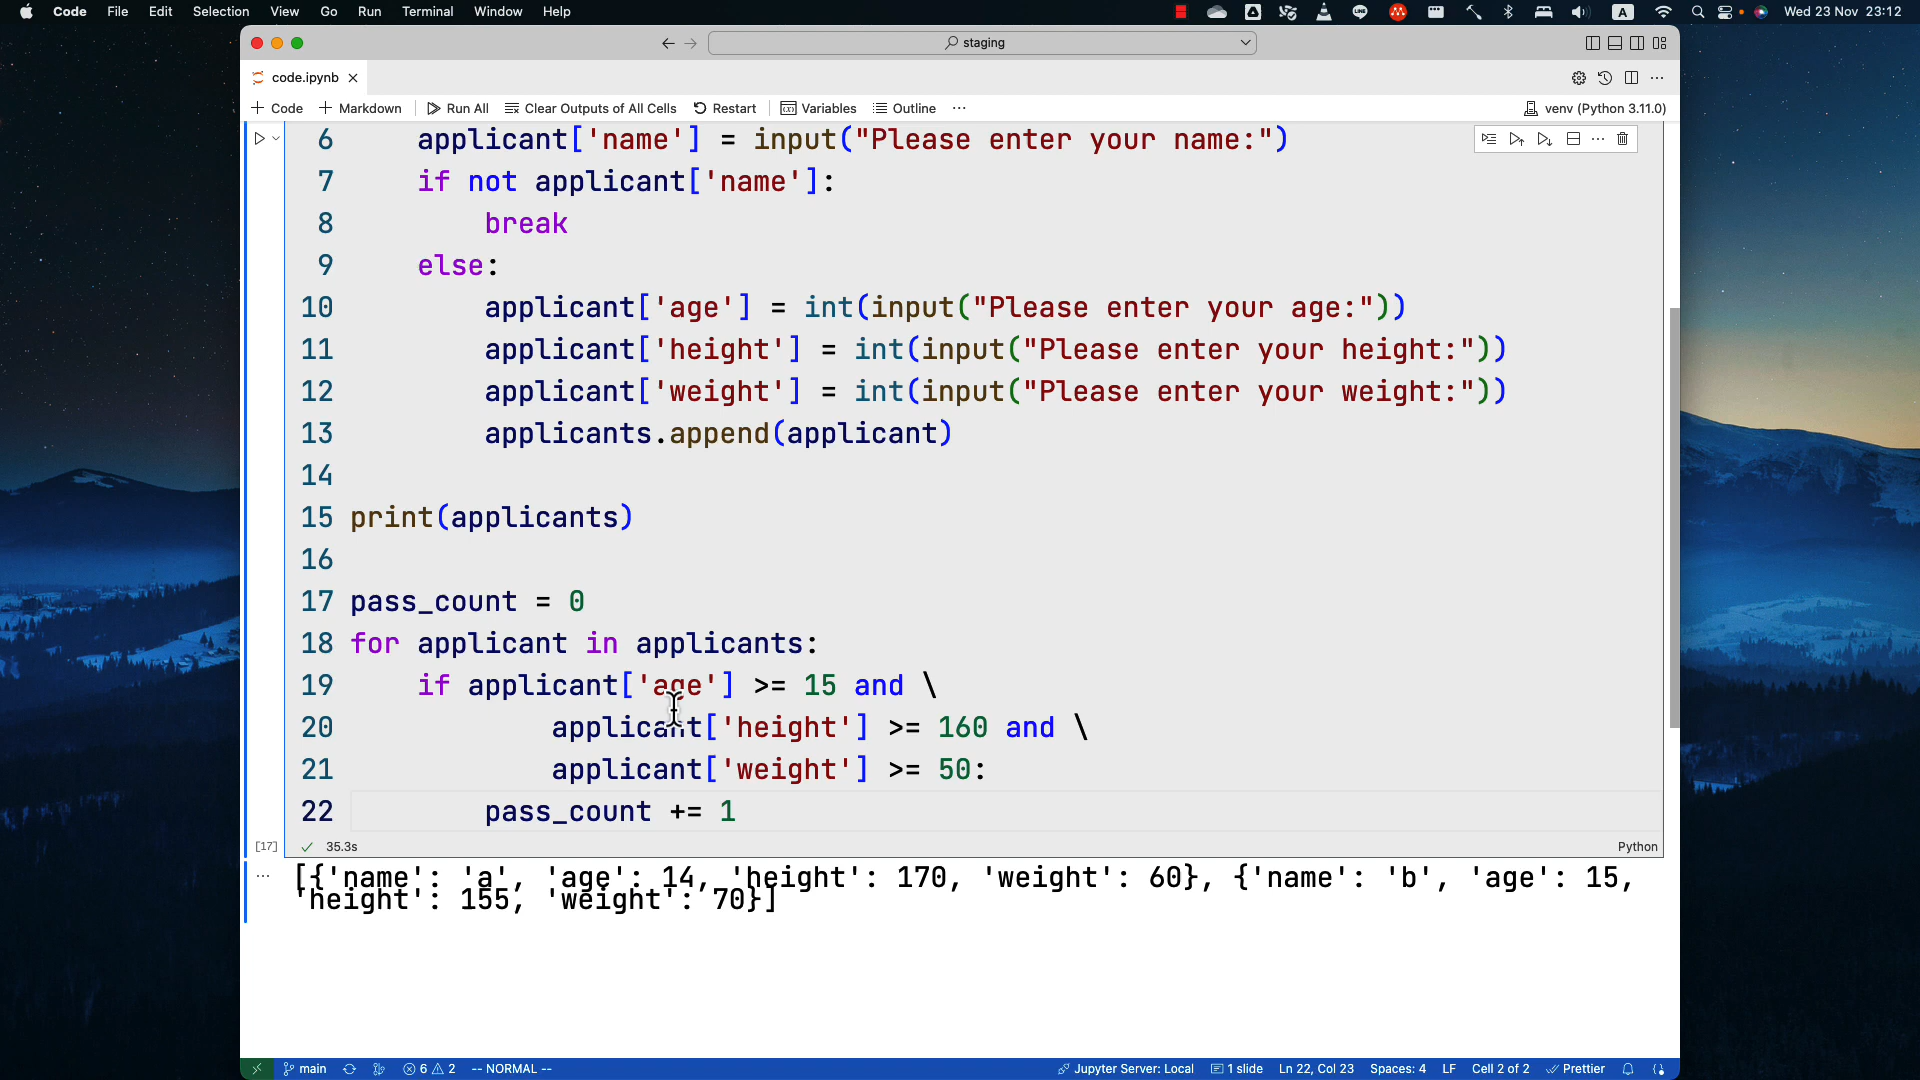 Code File Edit Selection View Go Run Terminal Window Help A Wed 23 Nov 23:12
staging
code.ipynb
Code Markdown Run All Clear Outputs of All Cells Restart Variables Outline ··· venv (Python 3.11.0)
6 applicant['name'] = input("Please enter your name:")
7 if not applicant['name']:
8 break
9 else:
10 applicant['age'] = int(input("Please enter your age:"))
11 applicant['height'] = int(input("Please enter your height:"))
12 applicant['weight'] = int(input("Please enter your weight:"))
13 applicants.append(applicant)
14
15 print(applicants)
16
17 pass_count = 0
18 for applicant in applicants:
19 if applicant['age'] >= 15 and \
20 applicant['height'] >= 160 and \
21 applicant['weight'] >= 50:
22 pass_count += 1
[17] 35.3s Python
[{'name': 'a', 'age': 14, 'height': 170, 'weight': 60}, {'name': 'b', 'age': 15,
'height': 155, 'weight': 70}]
main 6 2 -- NORMAL -- Jupyter Server: Local 1 slide Ln 22, Col 23 Spaces: 4 LF Cell 2 of 2 Prettier